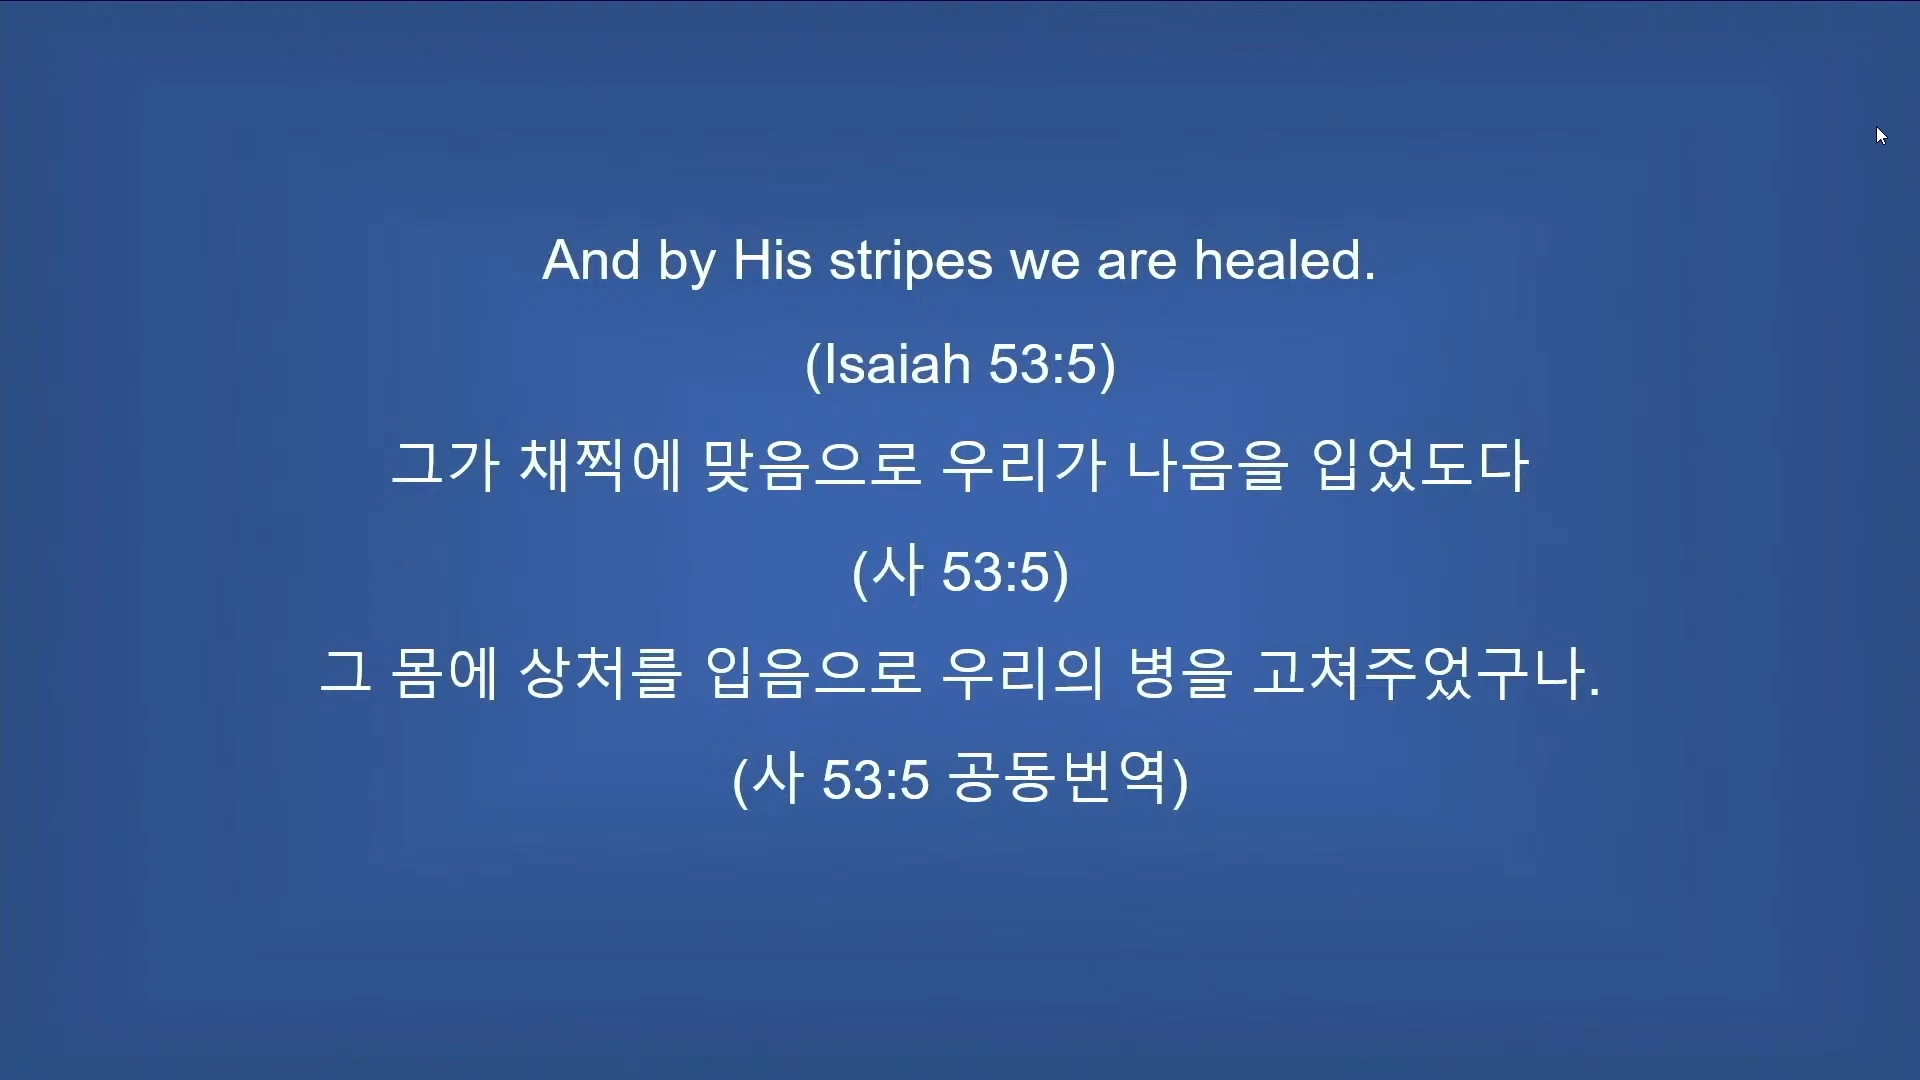 And by His stripes we are healed.
(Isaiah 53:5)
그가 채찍에 맞음으로 우리가 나음을 입었도다
(사 53:5)
그 몸에 상처를 입음으로 우리의 병을 고쳐주었구나.
(사 53:5 공동번역)